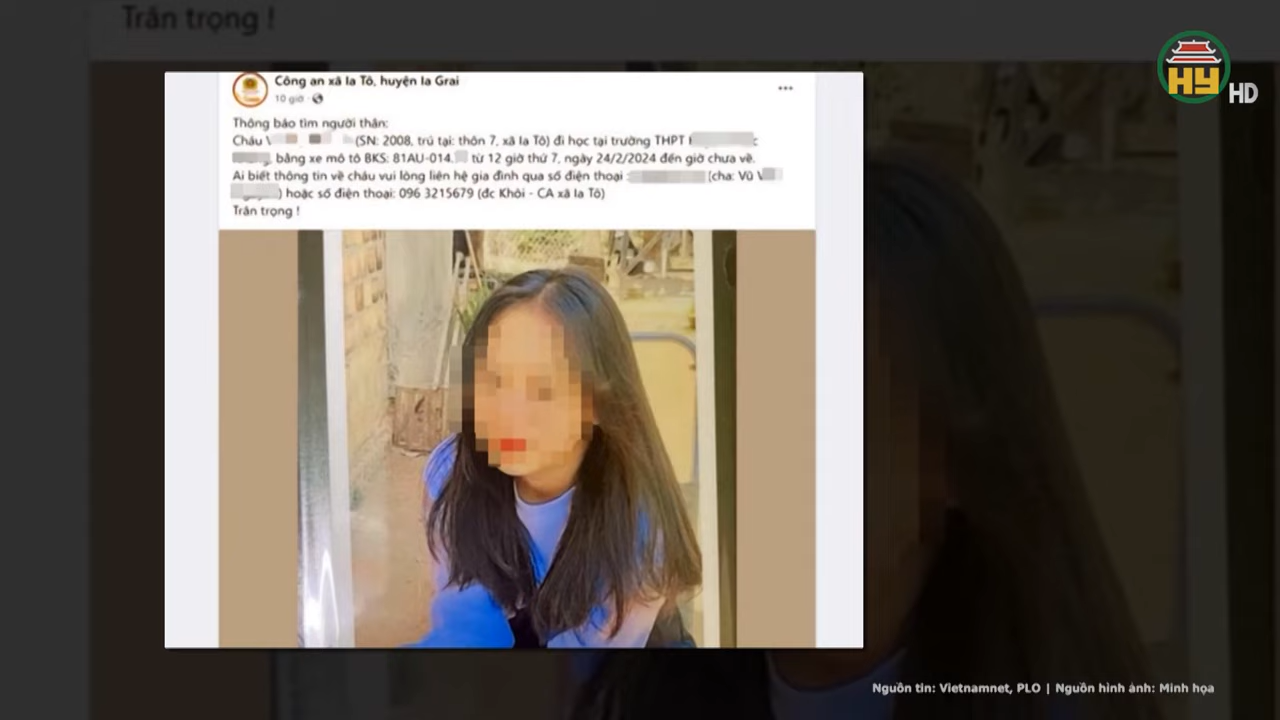 Trân trọng !
HY HD
Công an xã Ia Tô, huyện Ia Grai
10 giờ
Thông báo tìm người thân:
Cháu V (SN: 2008, trú tại: thôn 7, xã Ia Tô) đi học tại trường THPT
, bằng xe mô tô BKS: 81AU-014. từ 12 giờ thứ 7, ngày 24/2/2024 đến giờ chưa về.
Ai biết thông tin về cháu vui lòng liên hệ gia đình qua số điện thoại : (cha: Vũ V
) hoặc số điện thoại: 096 3215679 (đc Khôi - CA xã Ia Tô)
Trân trọng !
Nguồn tin: Vietnamnet, PLO | Nguồn hình ảnh: Minh họa